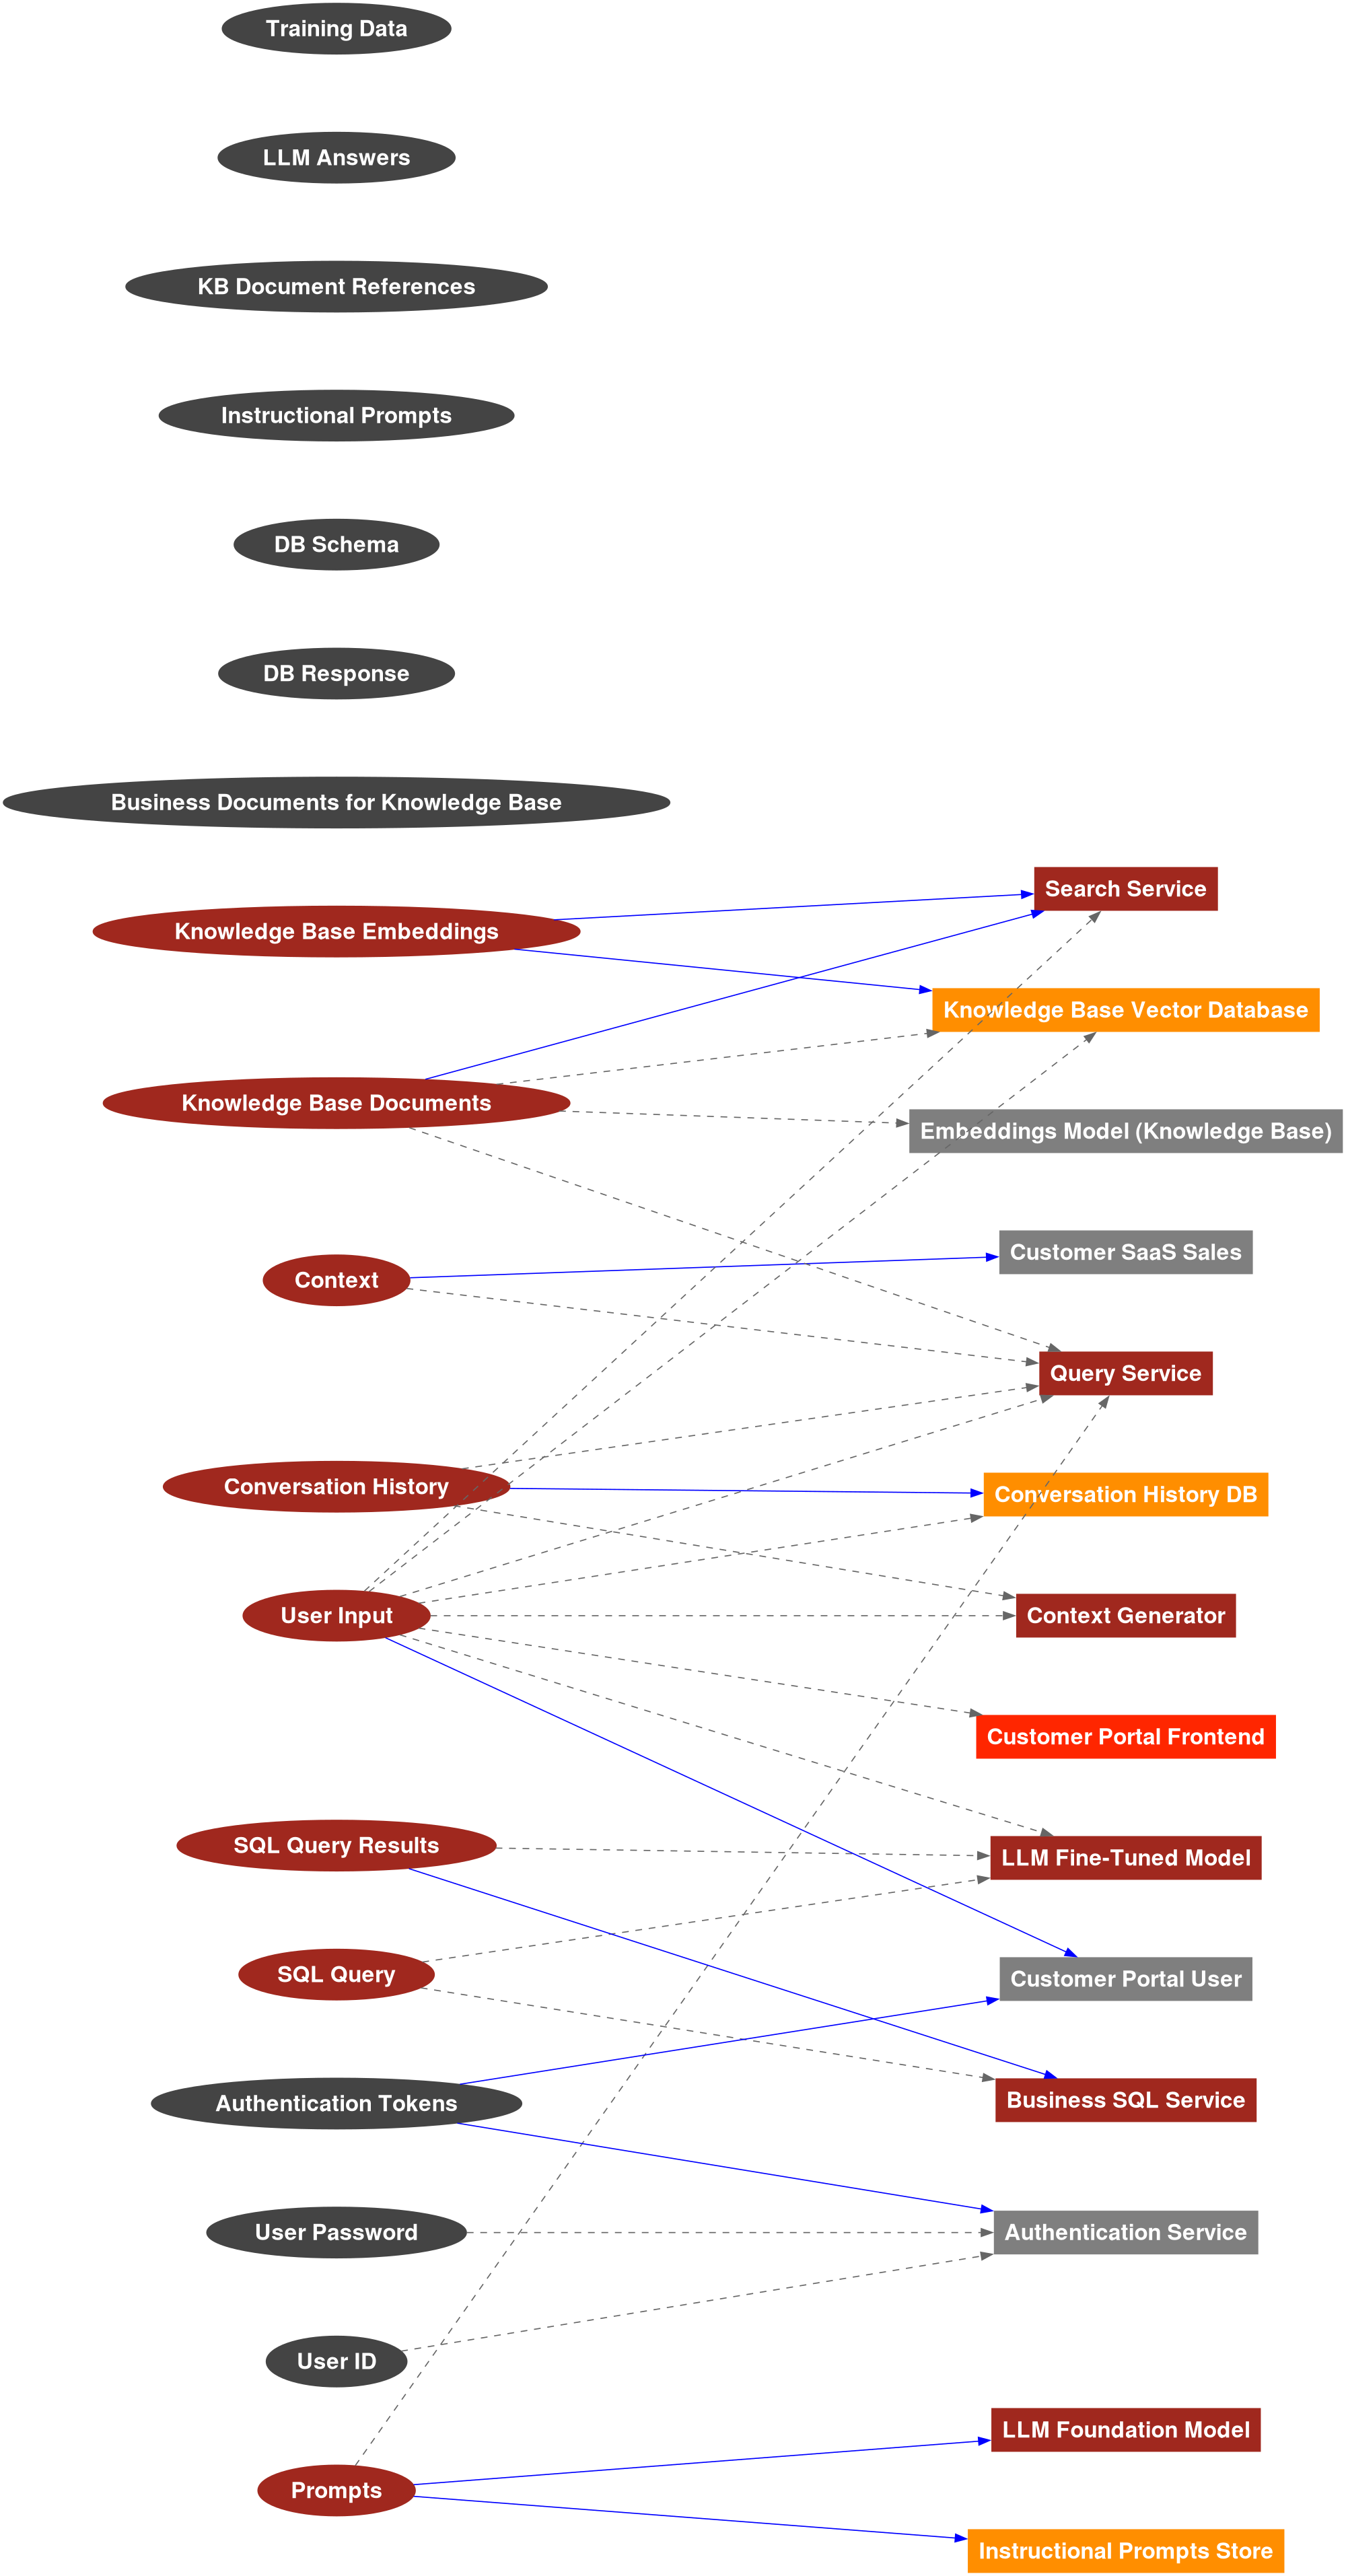 Training Data
LLM Answers
KB Document References
Instructional Prompts
DB Schema
DB Response
Business Documents for Knowledge Base
Search Service
Knowledge Base Embeddings
Knowledge Base Vector Database
Knowledge Base Documents
Embeddings Model (Knowledge Base)
Customer SaaS Sales
Context
Query Service
Conversation History
Conversation History DB
User Input
Context Generator
Customer Portal Frontend
SQL Query Results
LLM Fine-Tuned Model
SQL Query
Customer Portal User
Business SQL Service
Authentication Tokens
User Password
Authentication Service
User ID
LLM Foundation Model
Prompts
Instructional Prompts Store